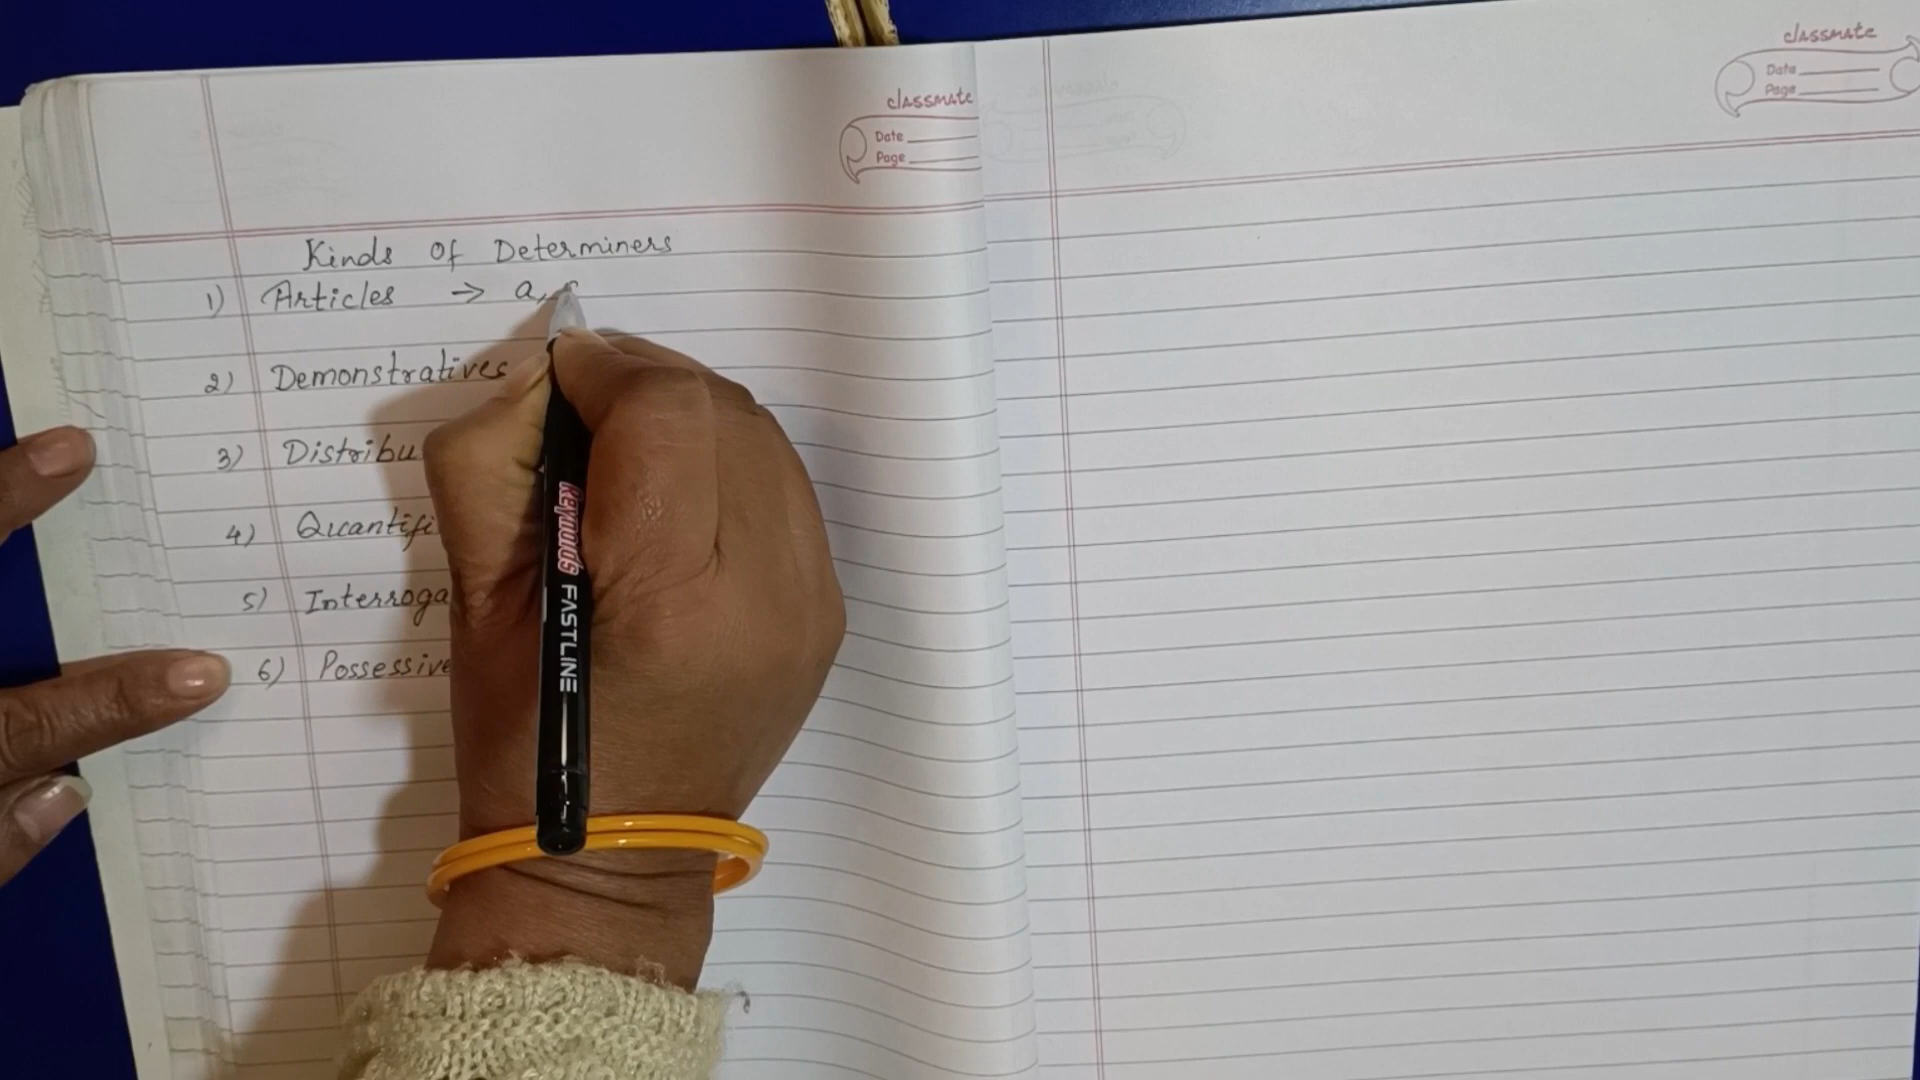 classmate
Date
Page
classmate
Date
Page
Kinds Of Determiners
1) Articles → a,
2) Demonstratives
3) Distribu
4) Quantifi
5) Interroga
6) Possessive
Reynolds FASTLINE